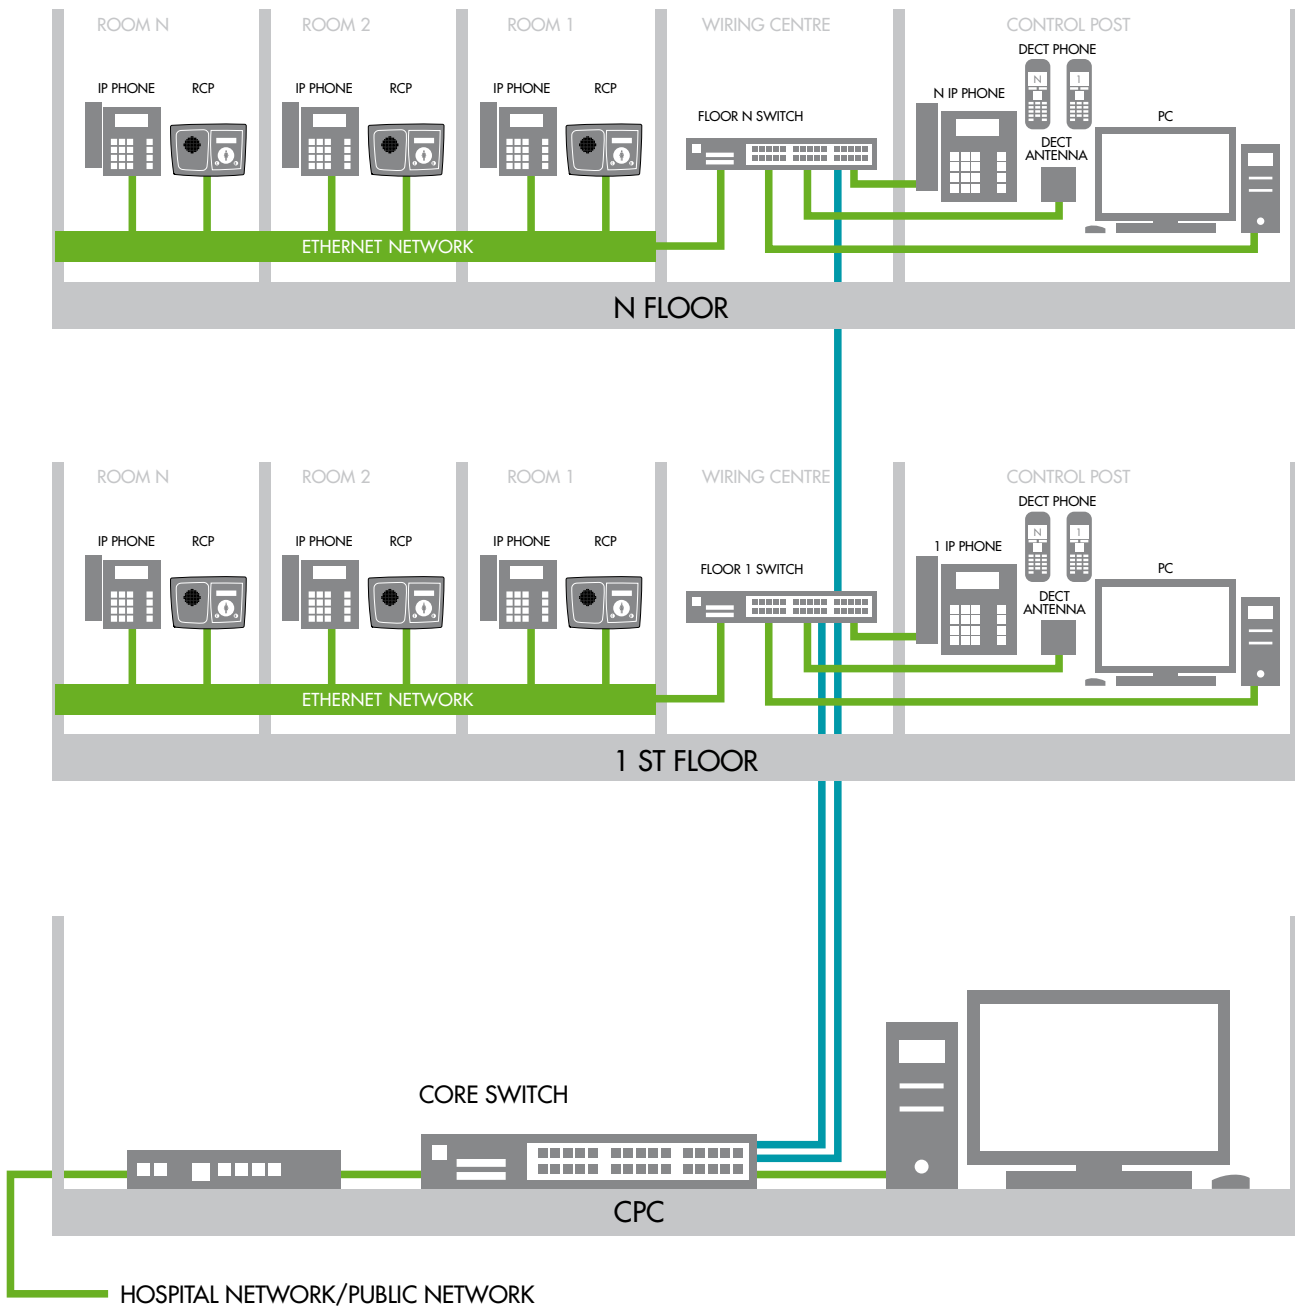 ROOM N
ROOM 2
ROOM 1
WIRING CENTRE
CONTROL POST
DECT PHONE
IP PHONE
RCP
IP PHONE
RCP
IP PHONE
RCP
N IP PHONE
N
1
FLOOR N SWITCH
PC
DECT
ANTENNA
ETHERNET NETWORK
N FLOOR
ROOM N
ROOM 2
ROOM 1
WIRING CENTRE
CONTROL POST
DECT PHONE
IP PHONE
RCP
IP PHONE
RCP
IP PHONE
RCP
1 IP PHONE
N
1
FLOOR 1 SWITCH
PC
DECT
ANTENNA
ETHERNET NETWORK
1 ST FLOOR
CORE SWITCH
CPC
HOSPITAL NETWORK/PUBLIC NETWORK